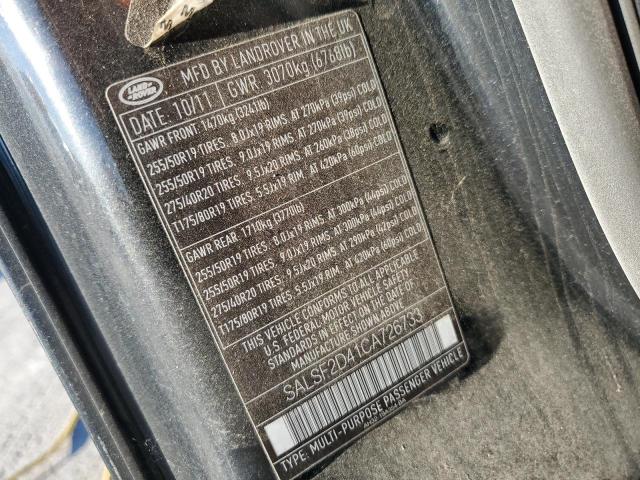 LAND ROVER
MFD BY LANDROVER IN THE UK
DATE: 10/11 GWR 3070kg (6768lb)
GAWR FRONT 1470kg (3241lb)
255/50R19 TIRES, 8.0Jx19 RIMS, AT 270kPa (39psi) COLD
255/50R19 TIRES, 9.0Jx19 RIMS, AT 270kPa (39psi) COLD
275/40R20 TIRES, 9.5Jx20 RIMS, AT 260kPa (38psi) COLD
T175/80R19 TIRES, 5.5Jx19 RIM, AT 420kPa (60psi) COLD
GAWR REAR 1710kg (3770lb)
255/50R19 TIRES, 8.0Jx19 RIMS, AT 300kPa (44psi) COLD
255/50R19 TIRES, 9.0Jx19 RIMS, AT 300kPa (44psi) COLD
275/40R20 TIRES, 9.5Jx20 RIMS, AT 290kPa (42psi) COLD
T175/80R19 TIRES, 5.5Jx19 RIM, AT 420kPa (60psi) COLD
THIS VEHICLE CONFORMS TO ALL APPLICABLE
U.S. FEDERAL MOTOR VEHICLE SAFETY
STANDARDS IN EFFECT ON THE DATE OF
MANUFACTURE SHOWN ABOVE.
SALSF2D41CA726733
TYPE: MULTI-PURPOSE PASSENGER VEHICLE